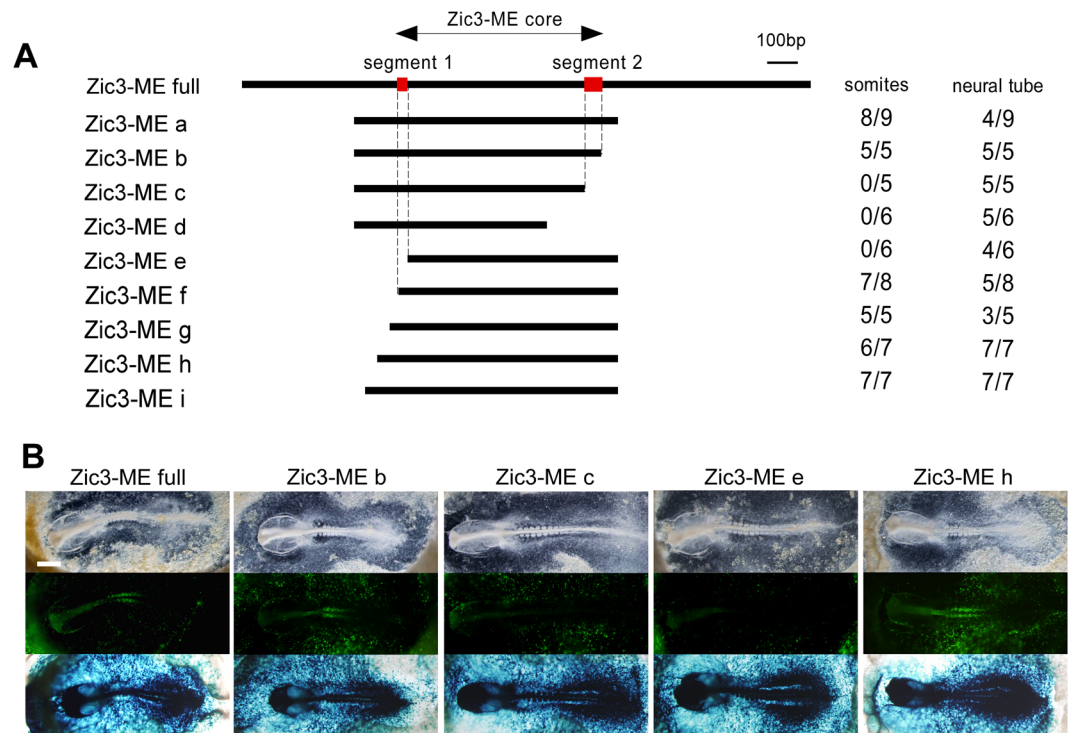 A
Zic3-ME core
100bp
segment 1 segment 2
Zic3-ME full somites neural tube
Zic3-ME a 8/9 4/9
Zic3-ME b 5/5 5/5
Zic3-ME c 0/5 5/5
Zic3-ME d 0/6 5/6
Zic3-ME e 0/6 4/6
Zic3-ME f 7/8 5/8
Zic3-ME g 5/5 3/5
Zic3-ME h 6/7 7/7
Zic3-ME i 7/7 7/7
B
Zic3-ME full Zic3-ME b Zic3-ME c Zic3-ME e Zic3-ME h